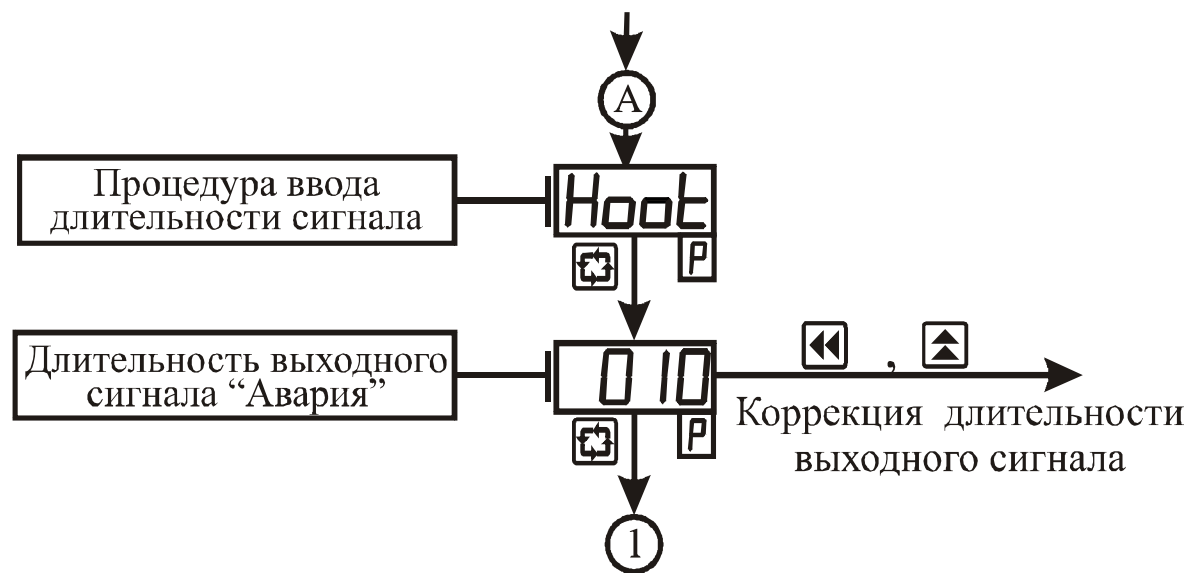 А
Процедура ввода
длительности сигнала
Hoot
P
Длительность выходного
сигнала “Авария”
010
,
P
Коррекция длительности
выходного сигнала
1